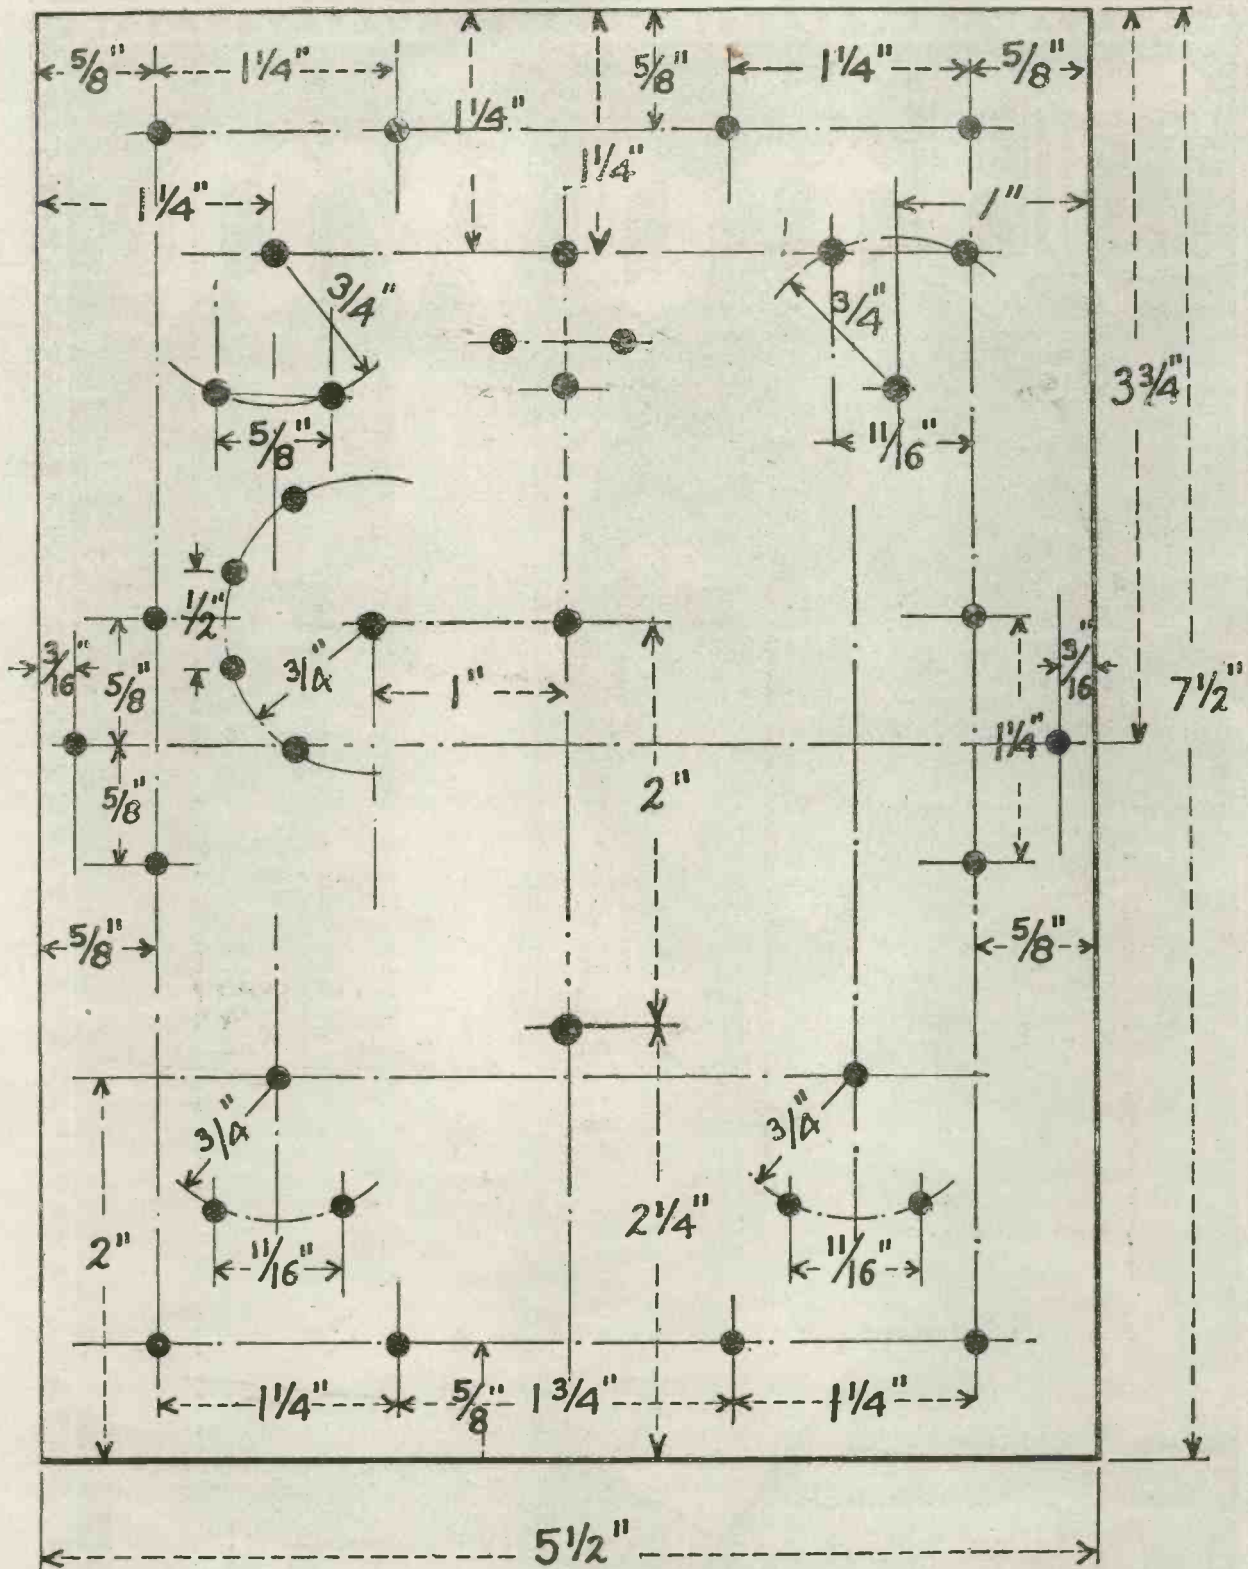 5/8" 1 1/4" 5/8" 1 1/4" 5/8"
1 1/4"
1 1/4"
1 1/4" 1"
3/4" 3/4"
3 3/4"
5/8" 11/16"
1/2"
3/16" 5/8" 3/4 1" 3/16" 7 1/2"
1 1/4"
5/8" 2"
5/8" 5/8"
3/4" 3/4"
2" 11/16" 2 1/4" 11/16"
1 1/4" 5/8" 1 3/4" 1 1/4"
5 1/2"